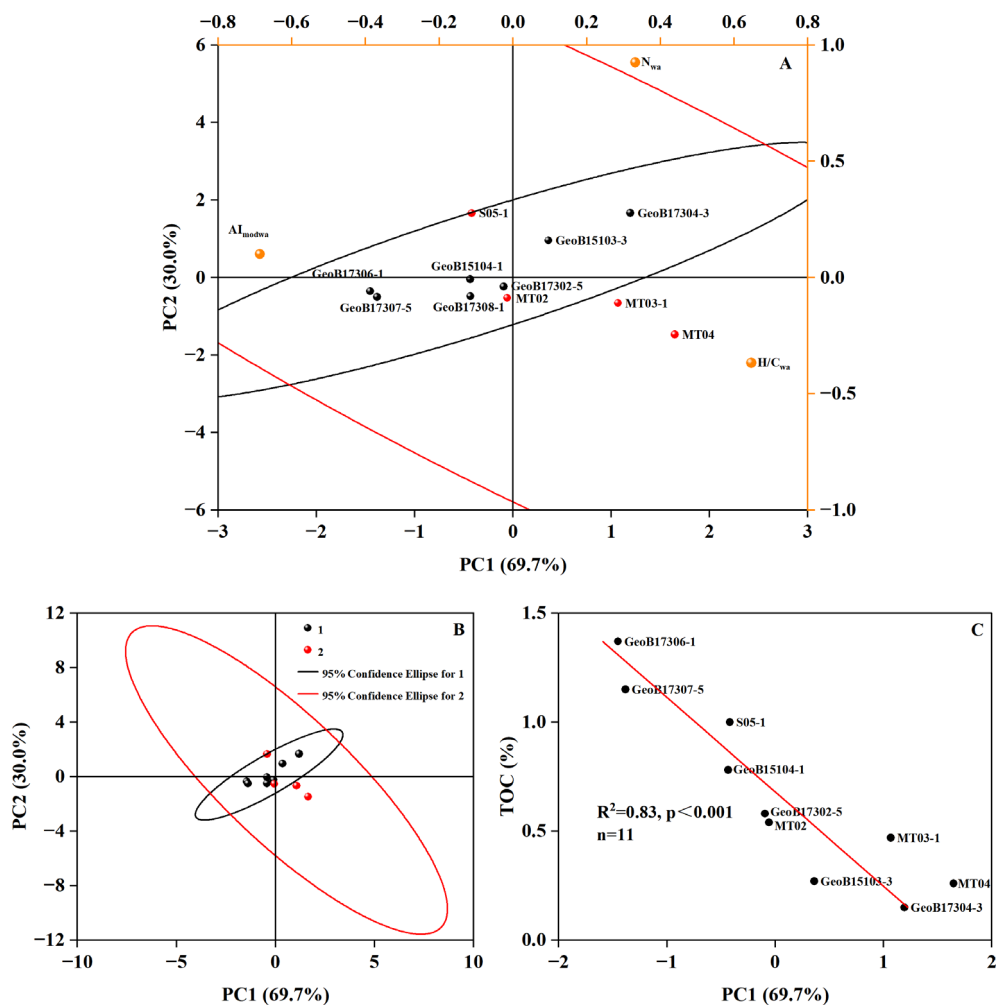 −0.8 −0.6 −0.4 −0.2 0.0 0.2 0.4 0.6 0.8
6 1.0
A
N_wa
4
0.5
2
S05-1 GeoB17304-3
AI_modwa
GeoB15103-3
PC2 (30.0%)
GeoB17306-1 GeoB15104-1
0 0.0
GeoB17302-5
GeoB17307-5 GeoB17308-1 MT02 MT03-1
MT04
−2
H/C_wa
−0.5
−4
−6 −1.0
−3 −2 −1 0 1 2 3
PC1 (69.7%)
12
B
1
2
95% Confidence Ellipse for 1
95% Confidence Ellipse for 2
8
4
0
−4
−8
−12
PC2 (30.0%)
−10 −5 0 5 10
PC1 (69.7%)
1.5
C
GeoB17306-1
GeoB17307-5
1.0
S05-1
GeoB15104-1
TOC (%)
R²=0.83, p<0.001
n=11
GeoB17302-5
MT02
0.5
MT03-1
GeoB15103-3
MT04
GeoB17304-3
0.0
−2 −1 0 1 2
PC1 (69.7%)